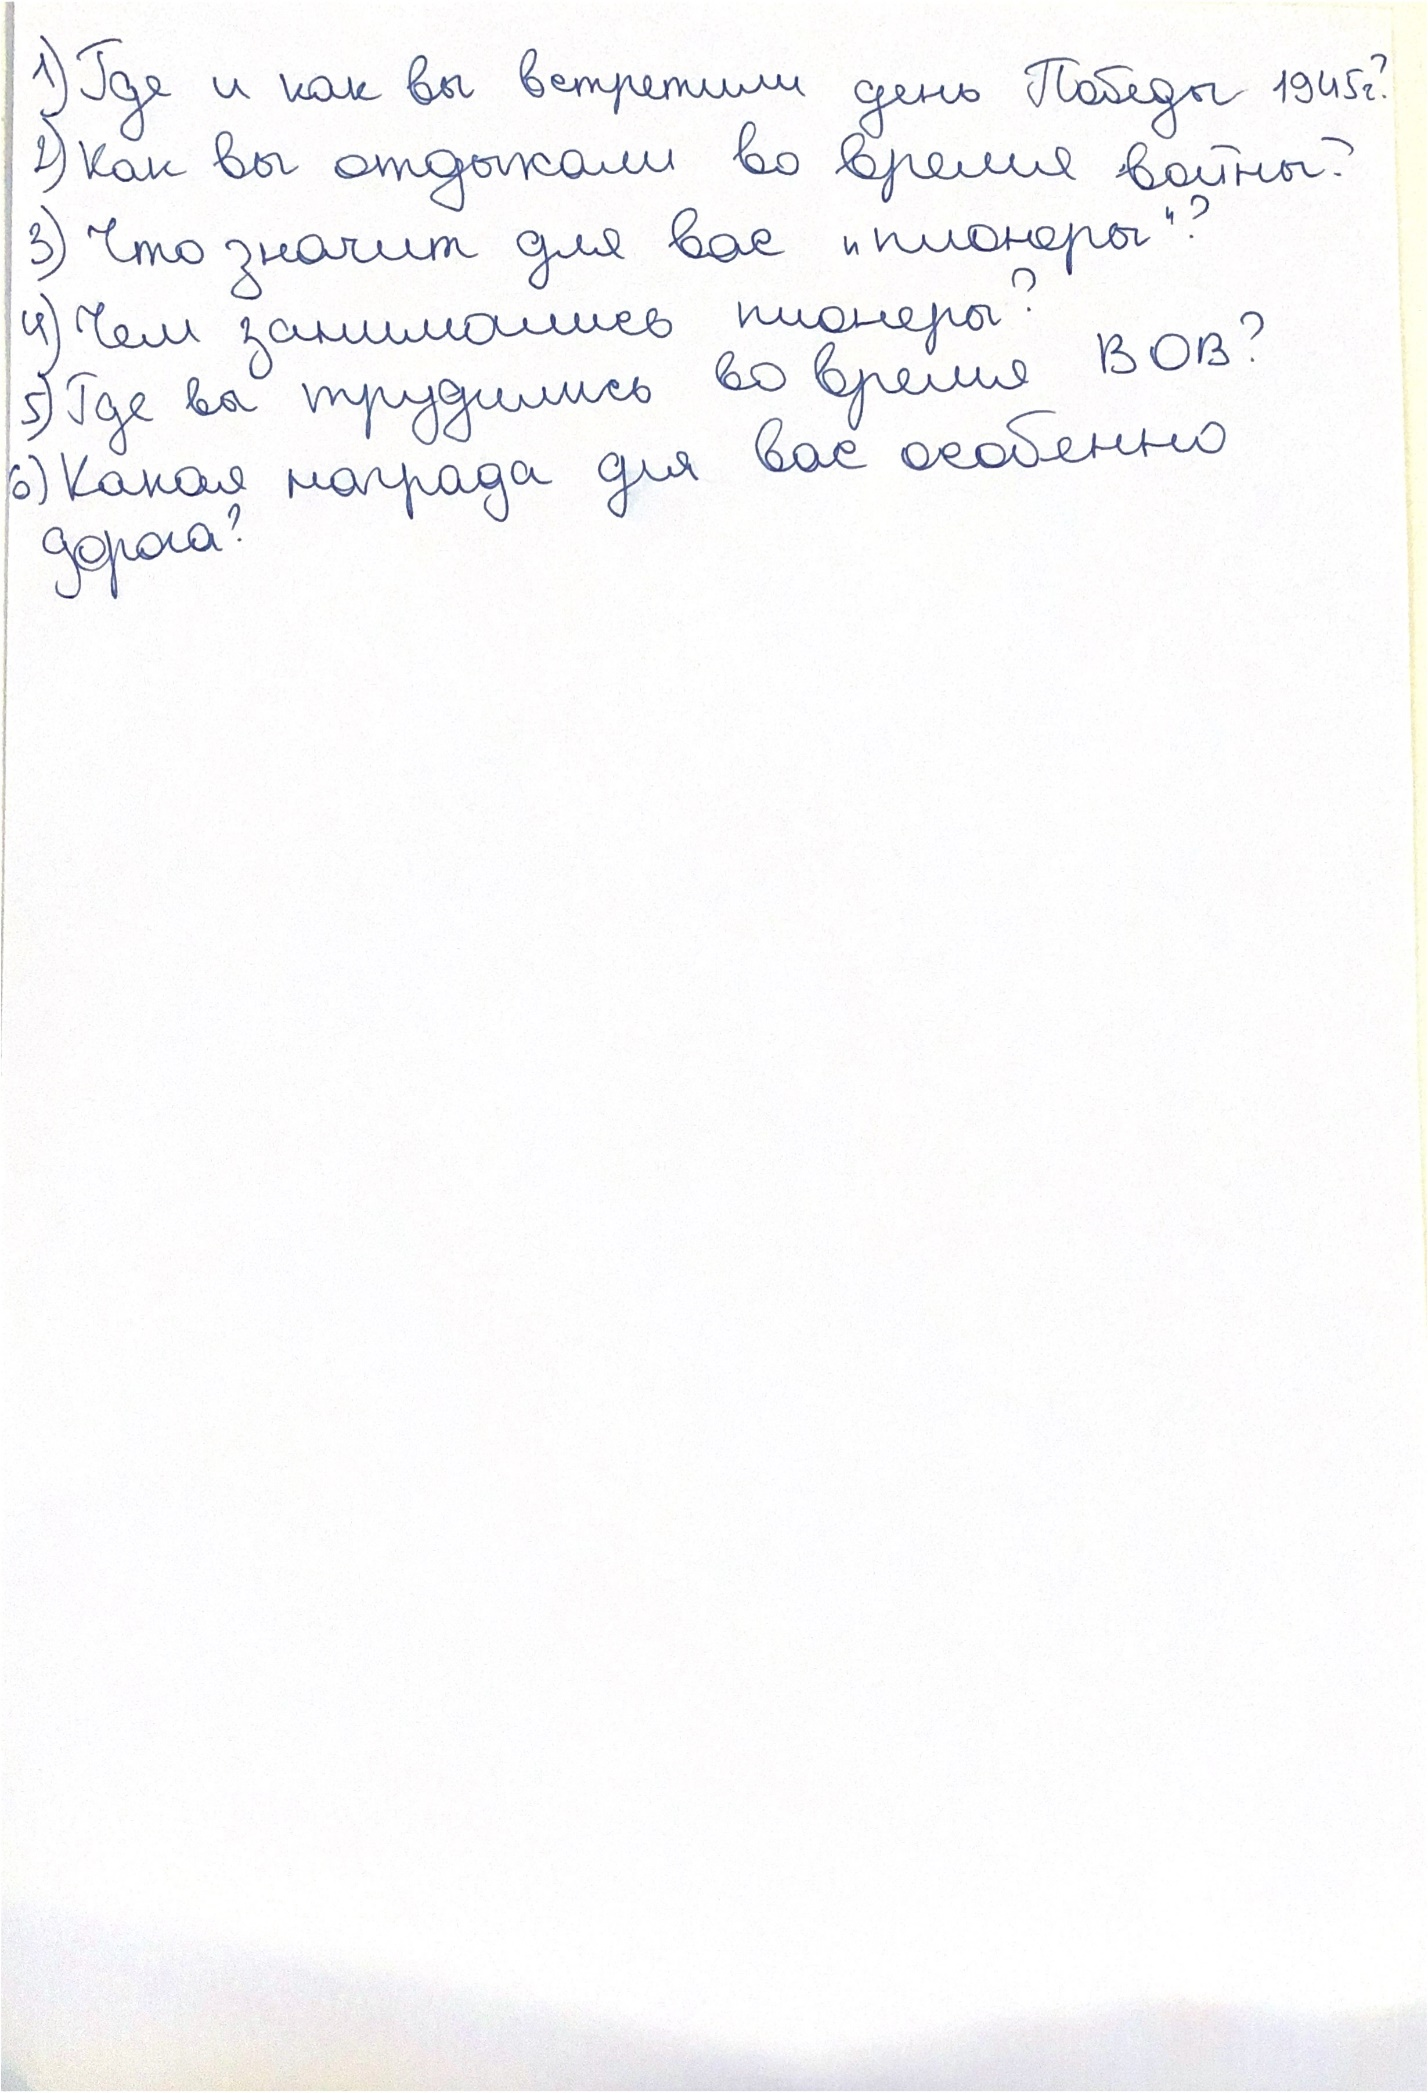 1) Где и как вы встретили день Победы 1945г?
2) Как вы отдыхали во время войны?
3) Что значит для вас "пионеры"?
4) Чем занимались пионеры?
5) Где вы трудились во время ВОВ?
6) Какая награда для вас особенно
дорога?